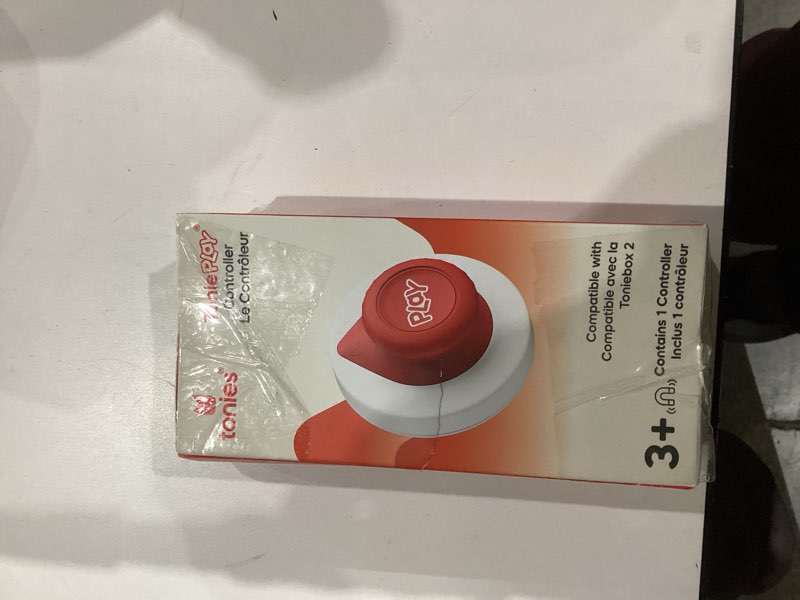 tonies®
TONIEPLAY®
Controller
Le Contrôleur
PLAY
Compatible with
Compatible avec la
Toniebox 2
3+
Contains 1 Controller
Inclus 1 contrôleur